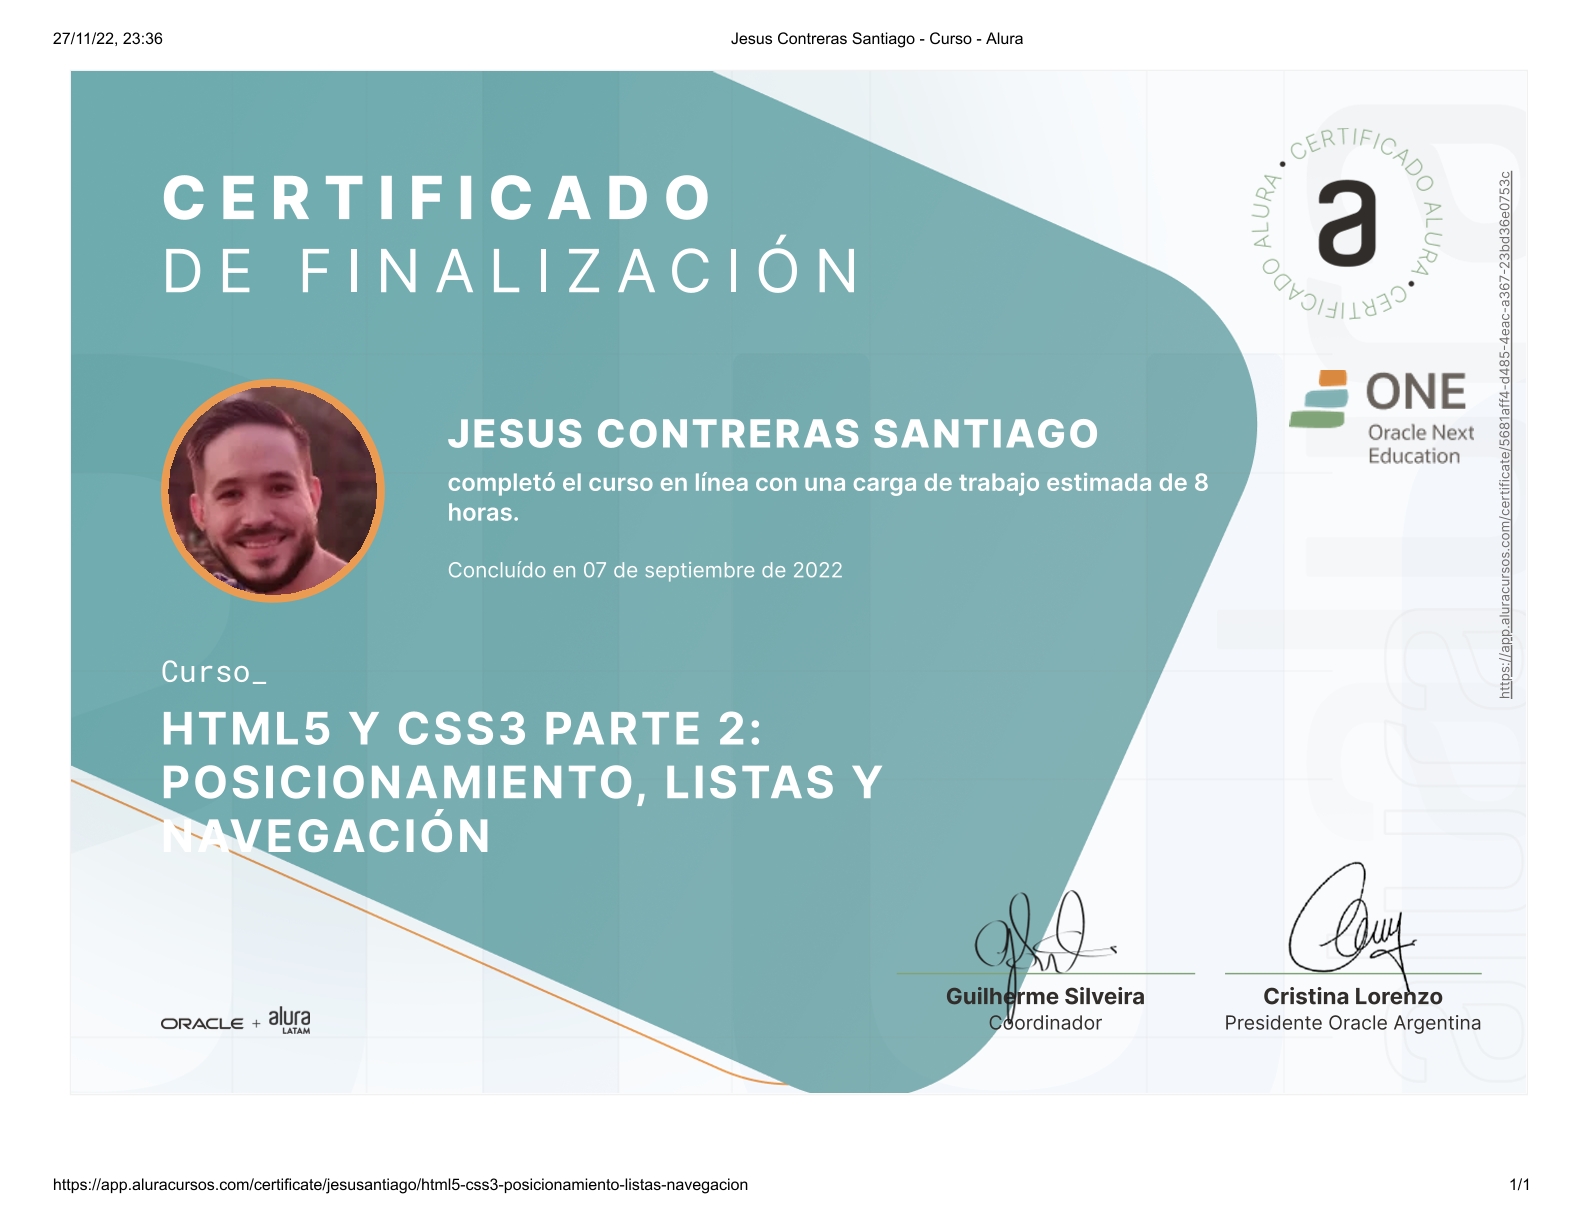 27/11/22, 23:36
Jesus Contreras Santiago - Curso - Alura
CERTIFICADO
DE FINALIZACIÓN
CERTIFICADO ALURA • CERTIFICADO ALURA •
a
ONE
Oracle Next
Education
https://app.aluracursos.com/certificate/5681aff4-d485-4eac-a367-23bd36e0753c
JESUS CONTRERAS SANTIAGO
completó el curso en línea con una carga de trabajo estimada de 8
horas.
Concluído en 07 de septiembre de 2022
Curso_
HTML5 Y CSS3 PARTE 2:
POSICIONAMIENTO, LISTAS Y
NAVEGACIÓN
Guilherme Silveira
Coordinador
Cristina Lorenzo
Presidente Oracle Argentina
ORACLE + alura
LATAM
alura
https://app.aluracursos.com/certificate/jesusantiago/html5-css3-posicionamiento-listas-navegacion
1/1